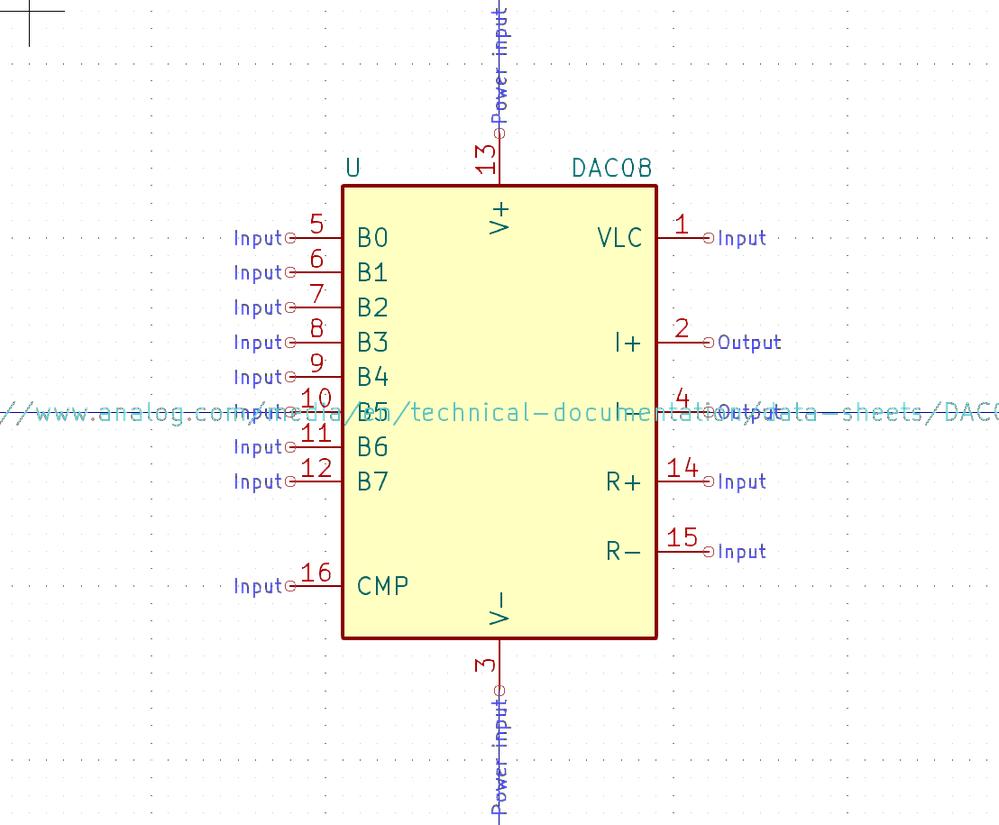 Power input
13
U DAC08
V+
Input 5 B0 VLC 1 Input
Input 6 B1
Input 7 B2
Input 8 B3 I+ 2 Output
Input 9 B4
Input 10 B5 I- 4 Output
//www.analog.com/media/en/technical-documentation/data-sheets/DAC0
Input 11 B6
Input 12 B7 R+ 14 Input
R- 15 Input
Input 16 CMP
V-
3
Power input